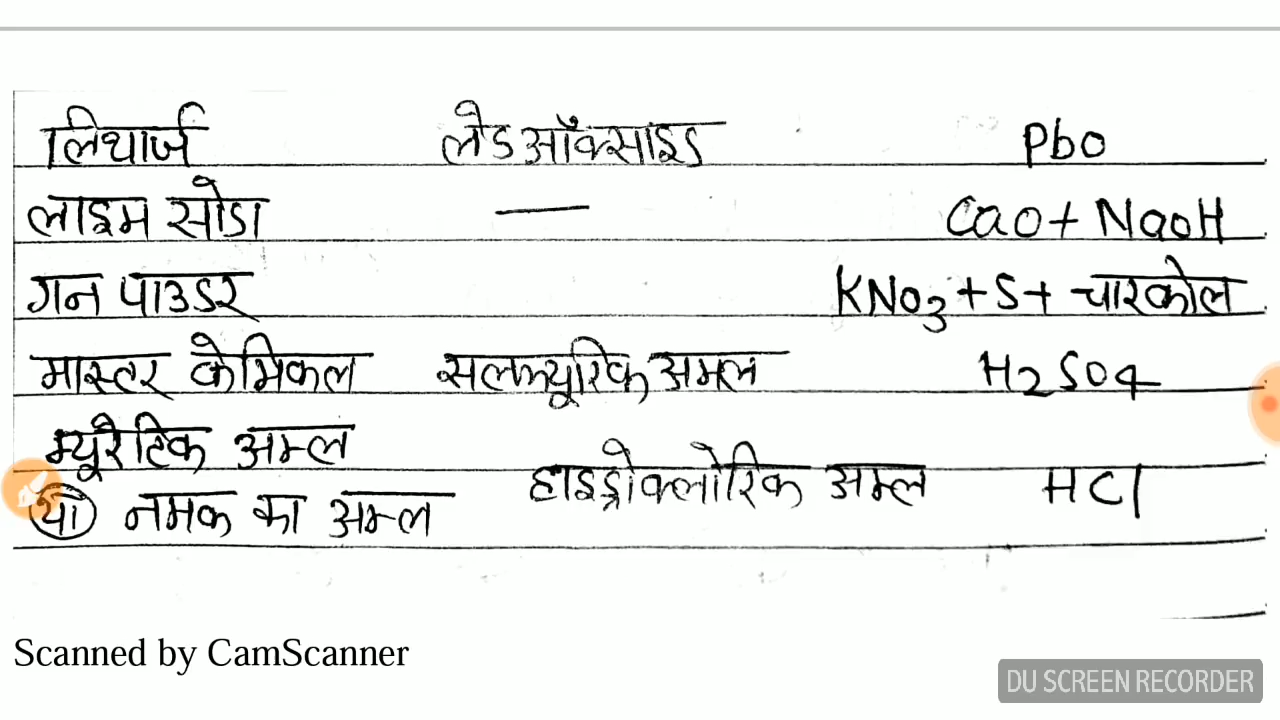 लिथार्ज लेड ऑक्साइड PbO
लाइम सोडा — CaO + NaOH
गन पाउडर KNO3 + S + चारकोल
मास्टर केमिकल सल्फ्यूरिक अम्ल H2SO4
म्यूरैटिक अम्ल
या नमक का अम्ल हाइड्रोक्लोरिक अम्ल HCl
Scanned by CamScanner
DU SCREEN RECORDER